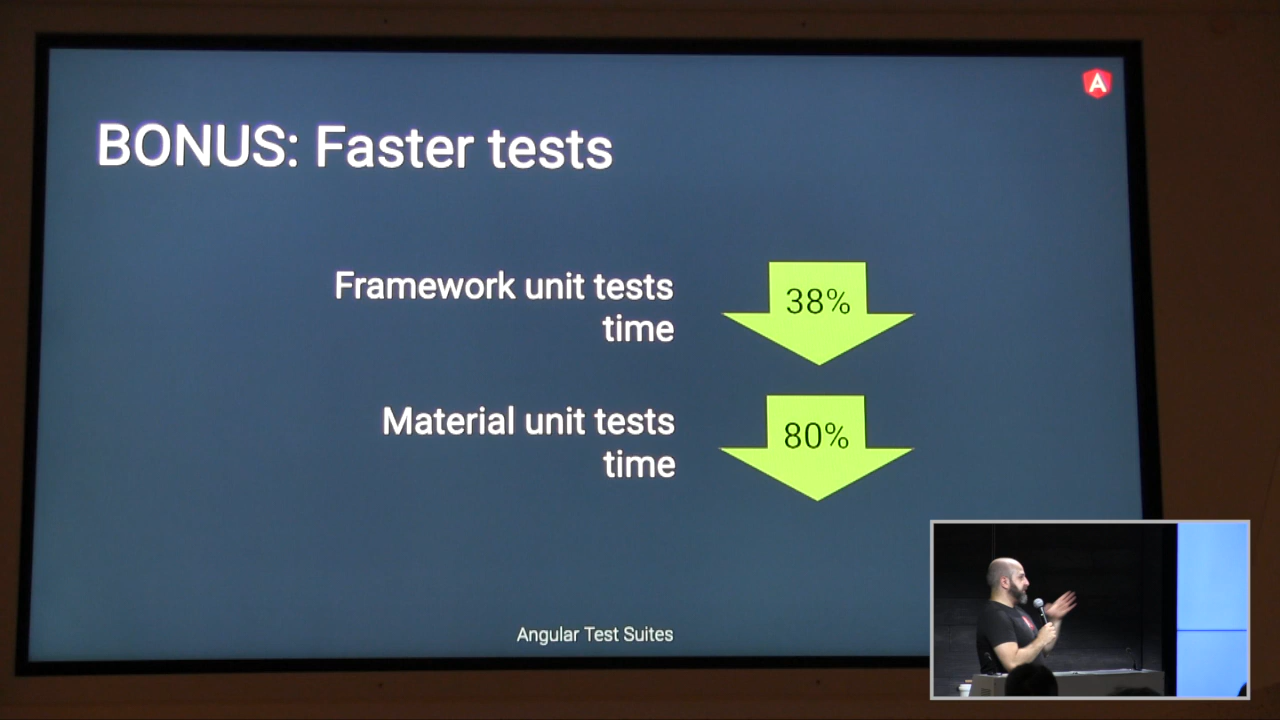 A
BONUS: Faster tests
Framework unit tests
time
38%
Material unit tests
time
80%
Angular Test Suites